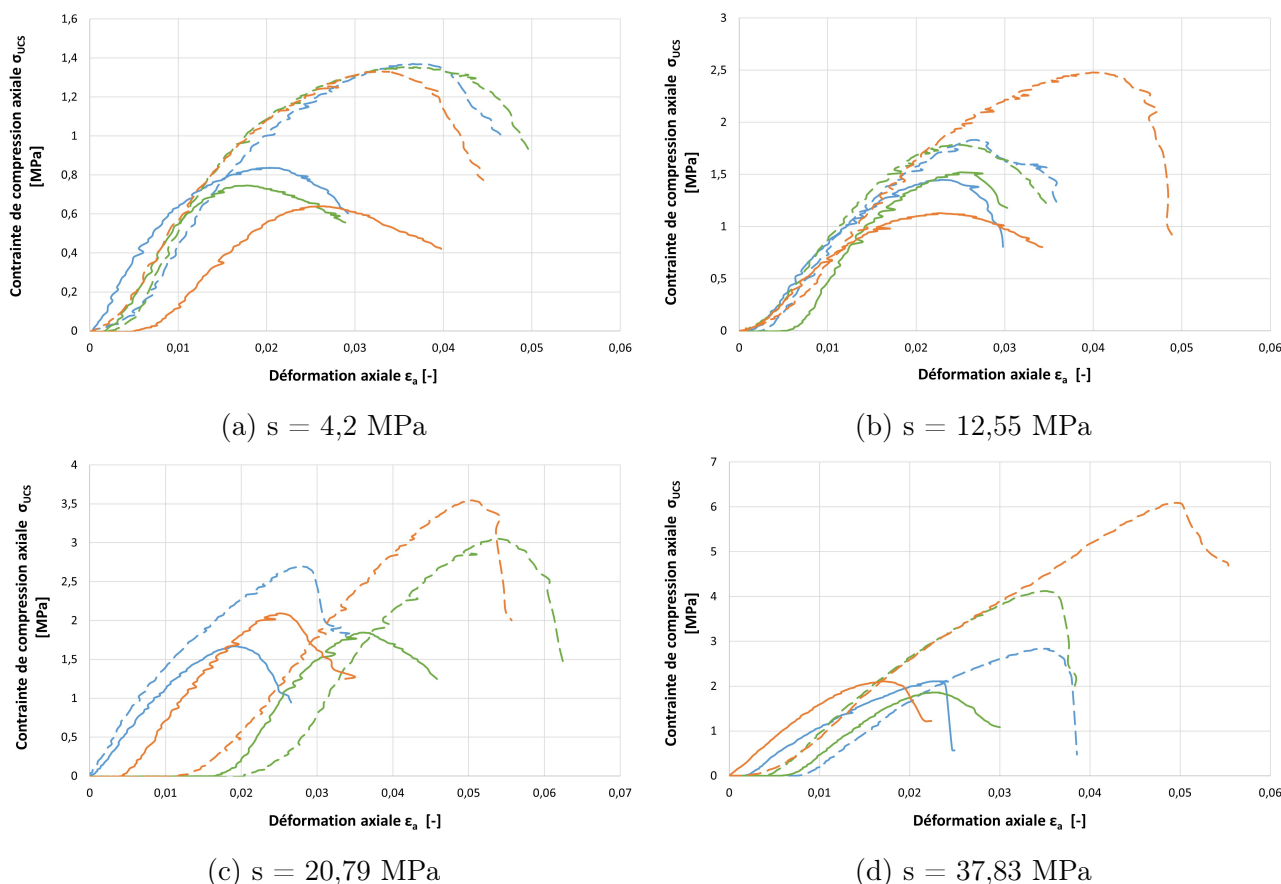 Contrainte de compression axiale σUCS
[MPa]
1,6
1,4
1,2
1
0,8
0,6
0,4
0,2
0
0 0,01 0,02 0,03 0,04 0,05 0,06
Déformation axiale εa [-]
(a) s = 4,2 MPa
Contrainte de compression axiale σUCS
[MPa]
3
2,5
2
1,5
1
0,5
0
0 0,01 0,02 0,03 0,04 0,05 0,06
Déformation axiale εa [-]
(b) s = 12,55 MPa
Contrainte de compression axiale σUCS
[MPa]
4
3,5
3
2,5
2
1,5
1
0,5
0
0 0,01 0,02 0,03 0,04 0,05 0,06 0,07
Déformation axiale εa [-]
(c) s = 20,79 MPa
Contrainte de compression axiale σUCS
[MPa]
7
6
5
4
3
2
1
0
0 0,01 0,02 0,03 0,04 0,05 0,06
Déformation axiale εa [-]
(d) s = 37,83 MPa